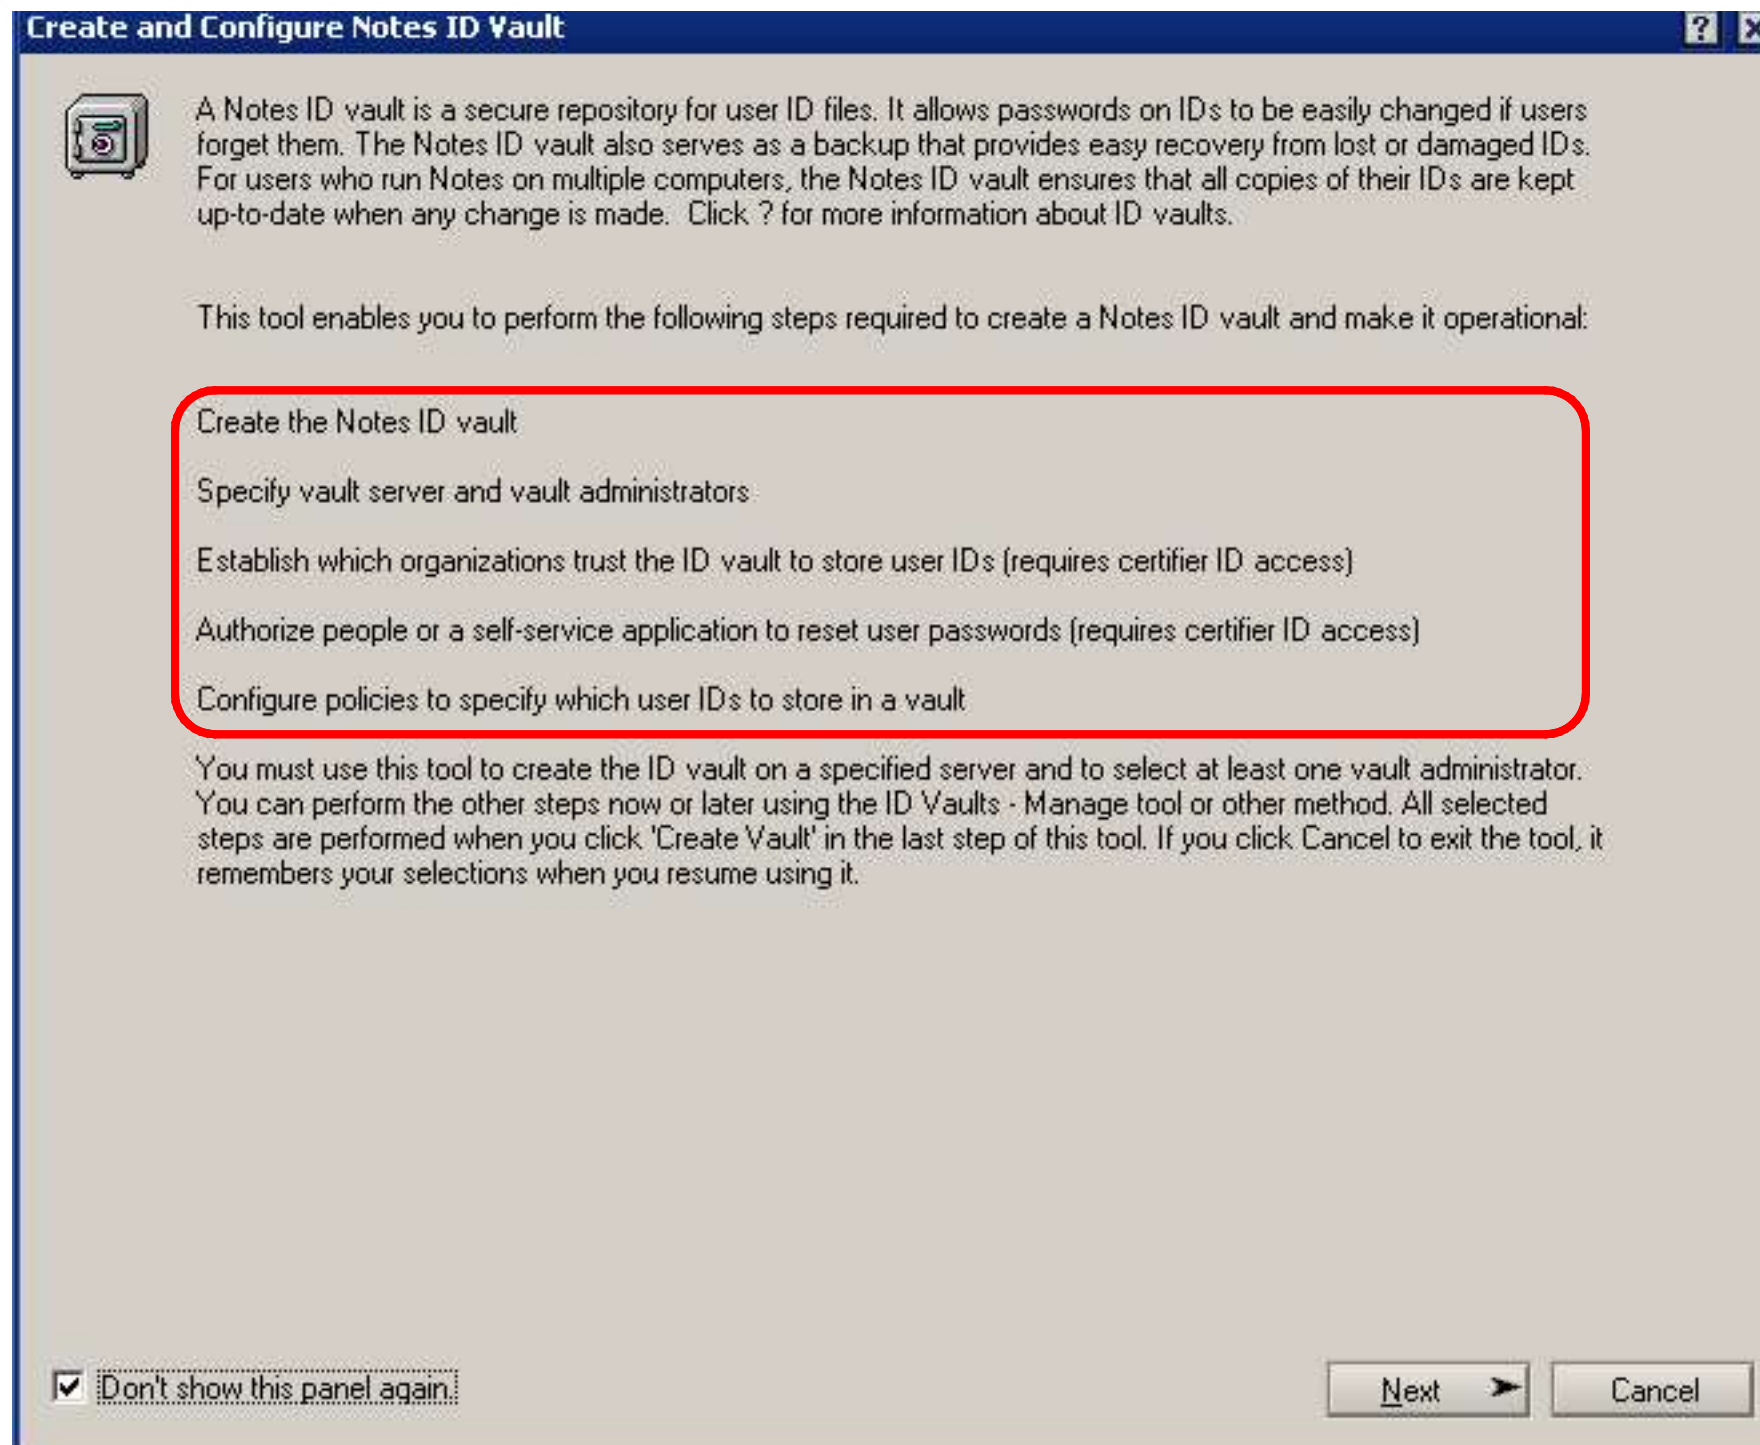 Create and Configure Notes ID Vault
A Notes ID vault is a secure repository for user ID files. It allows passwords on IDs to be easily changed if users
forget them. The Notes ID vault also serves as a backup that provides easy recovery from lost or damaged IDs.
For users who run Notes on multiple computers, the Notes ID vault ensures that all copies of their IDs are kept
up-to-date when any change is made.  Click ? for more information about ID vaults.
This tool enables you to perform the following steps required to create a Notes ID vault and make it operational:
Create the Notes ID vault
Specify vault server and vault administrators
Establish which organizations trust the ID vault to store user IDs (requires certifier ID access)
Authorize people or a self-service application to reset user passwords (requires certifier ID access)
Configure policies to specify which user IDs to store in a vault
You must use this tool to create the ID vault on a specified server and to select at least one vault administrator.
You can perform the other steps now or later using the ID Vaults - Manage tool or other method. All selected
steps are performed when you click 'Create Vault' in the last step of this tool. If you click Cancel to exit the tool, it
remembers your selections when you resume using it.
Don't show this panel again.
Next
Cancel